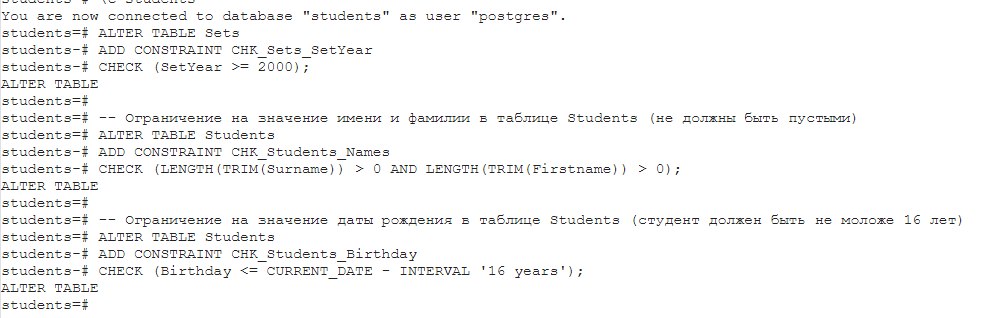 You are now connected to database "students" as user "postgres".
students=# ALTER TABLE Sets
students-# ADD CONSTRAINT CHK_Sets_SetYear
students-# CHECK (SetYear >= 2000);
ALTER TABLE
students=#
students=# -- Ограничение на значение имени и фамилии в таблице Students (не должны быть пустыми)
students=# ALTER TABLE Students
students-# ADD CONSTRAINT CHK_Students_Names
students-# CHECK (LENGTH(TRIM(Surname)) > 0 AND LENGTH(TRIM(Firstname)) > 0);
ALTER TABLE
students=#
students=# -- Ограничение на значение даты рождения в таблице Students (студент должен быть не моложе 16 лет)
students=# ALTER TABLE Students
students-# ADD CONSTRAINT CHK_Students_Birthday
students-# CHECK (Birthday <= CURRENT_DATE - INTERVAL '16 years');
ALTER TABLE
students=#